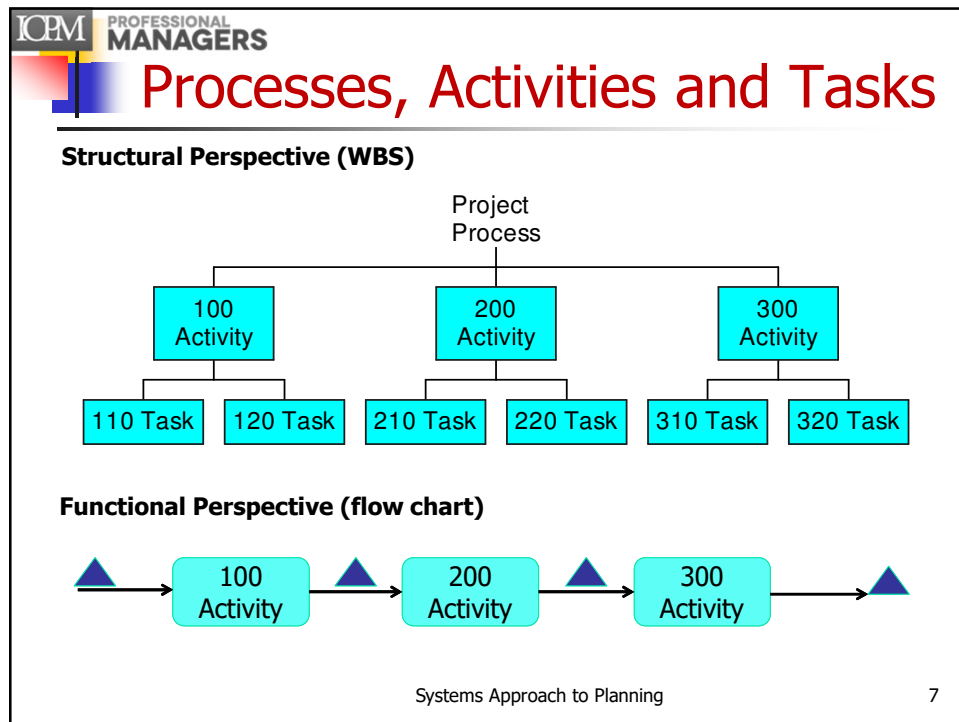 ICPM PROFESSIONAL
MANAGERS
Processes, Activities and Tasks
Structural Perspective (WBS)
Project
Process
100
Activity
200
Activity
300
Activity
110 Task
120 Task
210 Task
220 Task
310 Task
320 Task
Functional Perspective (flow chart)
100
Activity
200
Activity
300
Activity
Systems Approach to Planning
7